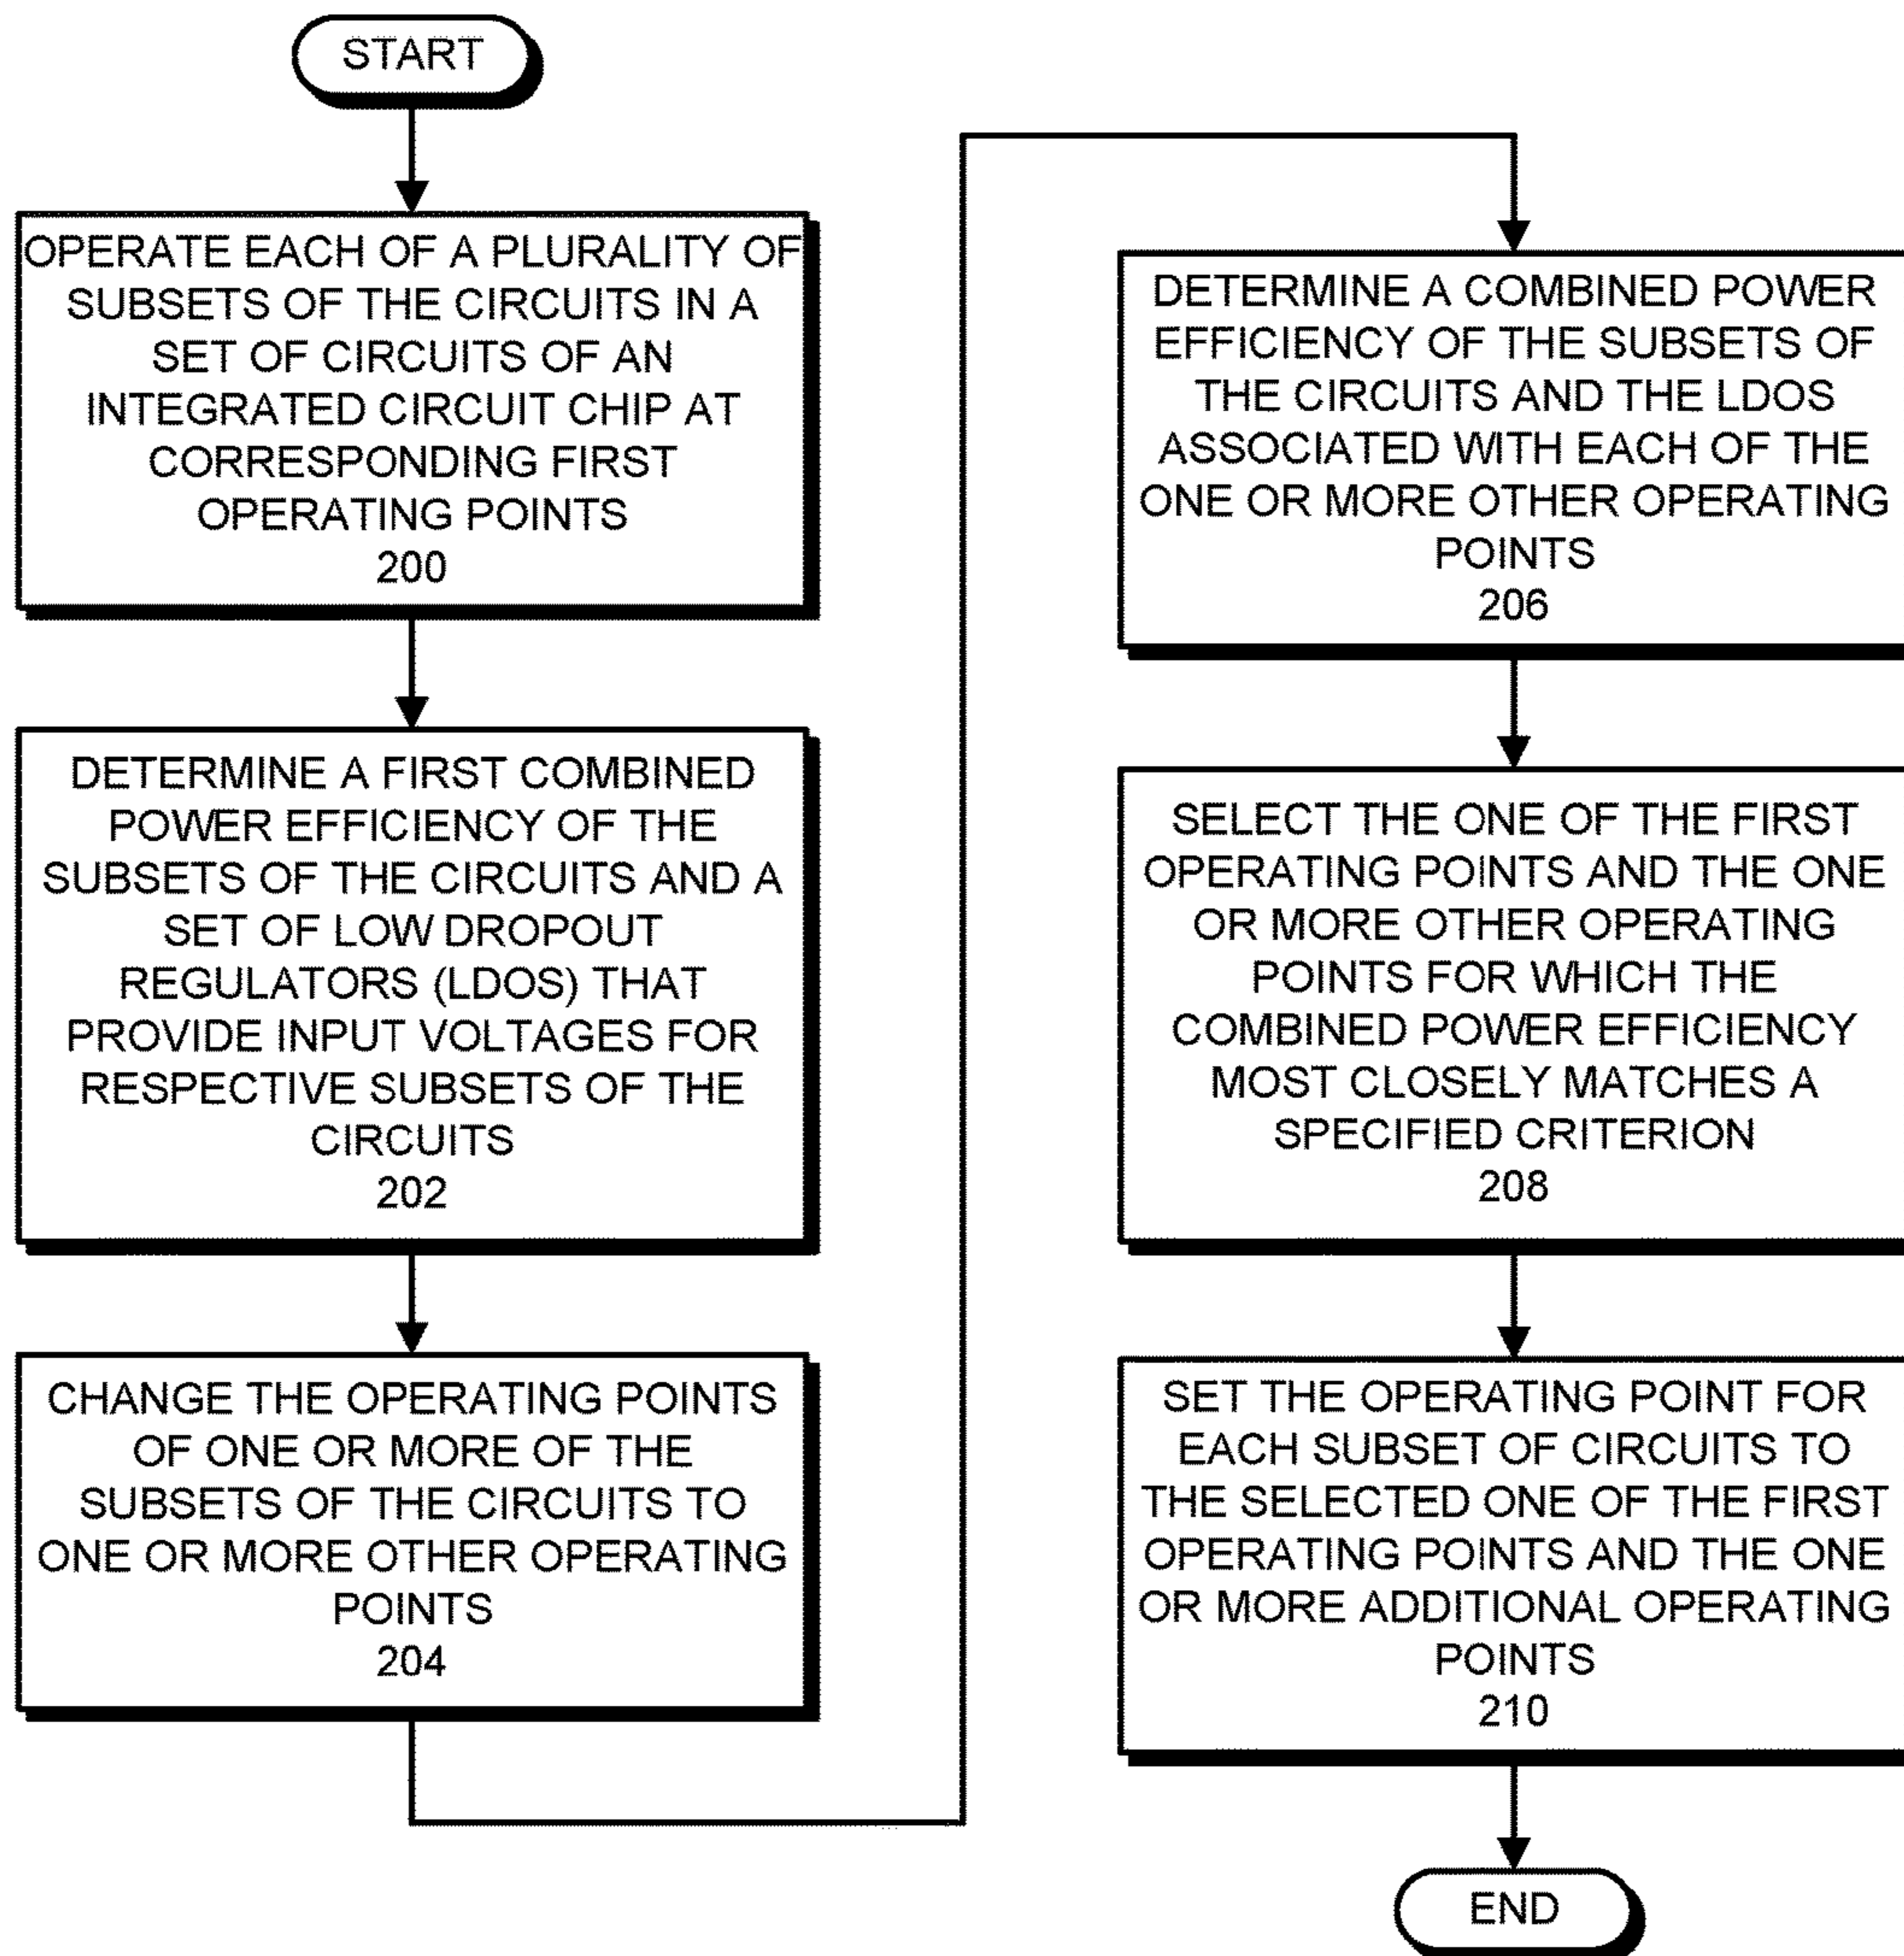 START
OPERATE EACH OF A PLURALITY OF
SUBSETS OF THE CIRCUITS IN A
SET OF CIRCUITS OF AN
INTEGRATED CIRCUIT CHIP AT
CORRESPONDING FIRST
OPERATING POINTS
200
DETERMINE A FIRST COMBINED
POWER EFFICIENCY OF THE
SUBSETS OF THE CIRCUITS AND A
SET OF LOW DROPOUT
REGULATORS (LDOS) THAT
PROVIDE INPUT VOLTAGES FOR
RESPECTIVE SUBSETS OF THE
CIRCUITS
202
CHANGE THE OPERATING POINTS
OF ONE OR MORE OF THE
SUBSETS OF THE CIRCUITS TO
ONE OR MORE OTHER OPERATING
POINTS
204
DETERMINE A COMBINED POWER
EFFICIENCY OF THE SUBSETS OF
THE CIRCUITS AND THE LDOS
ASSOCIATED WITH EACH OF THE
ONE OR MORE OTHER OPERATING
POINTS
206
SELECT THE ONE OF THE FIRST
OPERATING POINTS AND THE ONE
OR MORE OTHER OPERATING
POINTS FOR WHICH THE
COMBINED POWER EFFICIENCY
MOST CLOSELY MATCHES A
SPECIFIED CRITERION
208
SET THE OPERATING POINT FOR
EACH SUBSET OF CIRCUITS TO
THE SELECTED ONE OF THE FIRST
OPERATING POINTS AND THE ONE
OR MORE ADDITIONAL OPERATING
POINTS
210
END